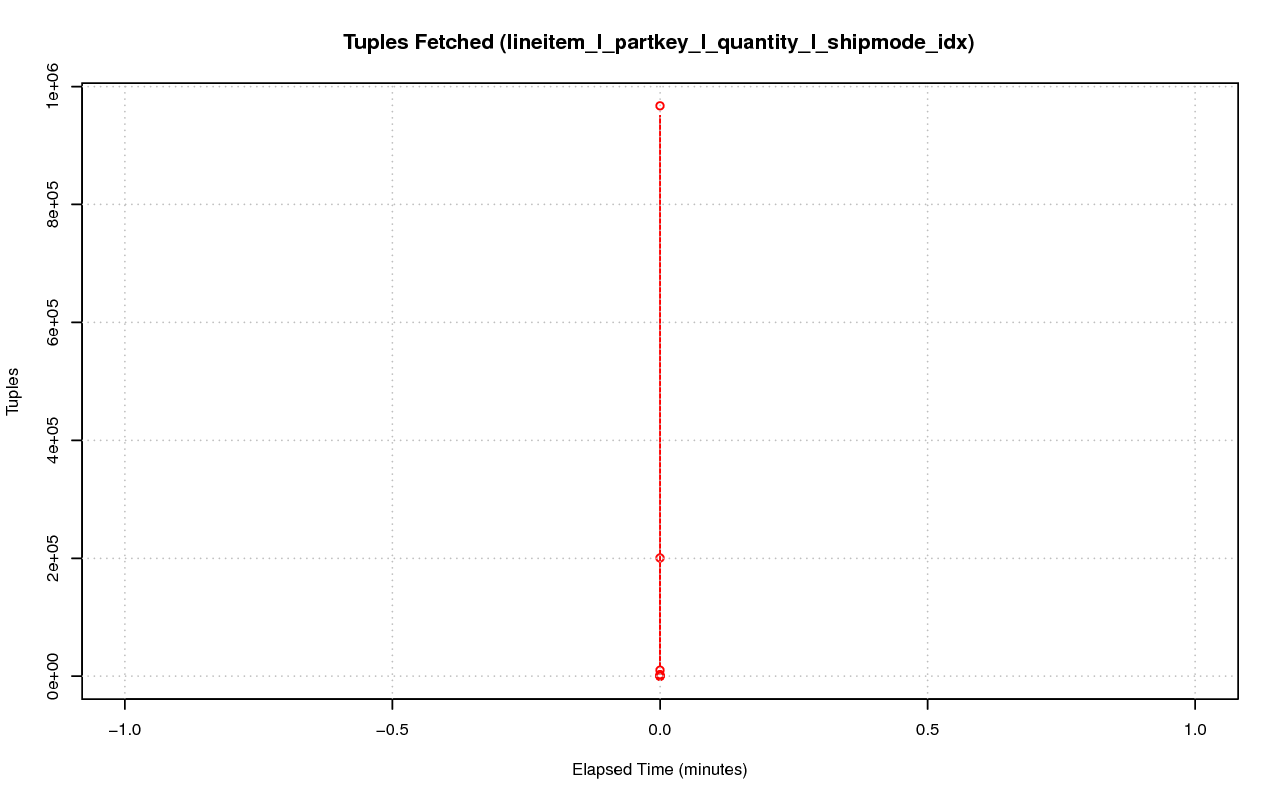 Tuples Fetched (lineitem_l_partkey_l_quantity_l_shipmode_idx)
1e+06
8e+05
6e+05
4e+05
2e+05
0e+00
Tuples
−1.0 −0.5 0.0 0.5 1.0
Elapsed Time (minutes)